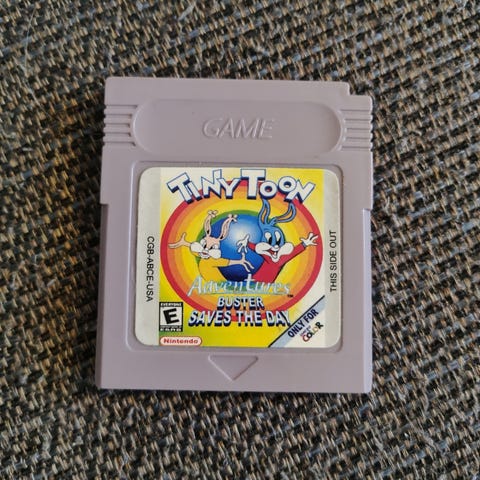 GAME
TINY TOON
Adventures™
BUSTER
SAVES THE DAY
CGB-ABCE-USA
THIS SIDE OUT
EVERYONE
E
ESRB
Nintendo
ONLY FOR
COLOR